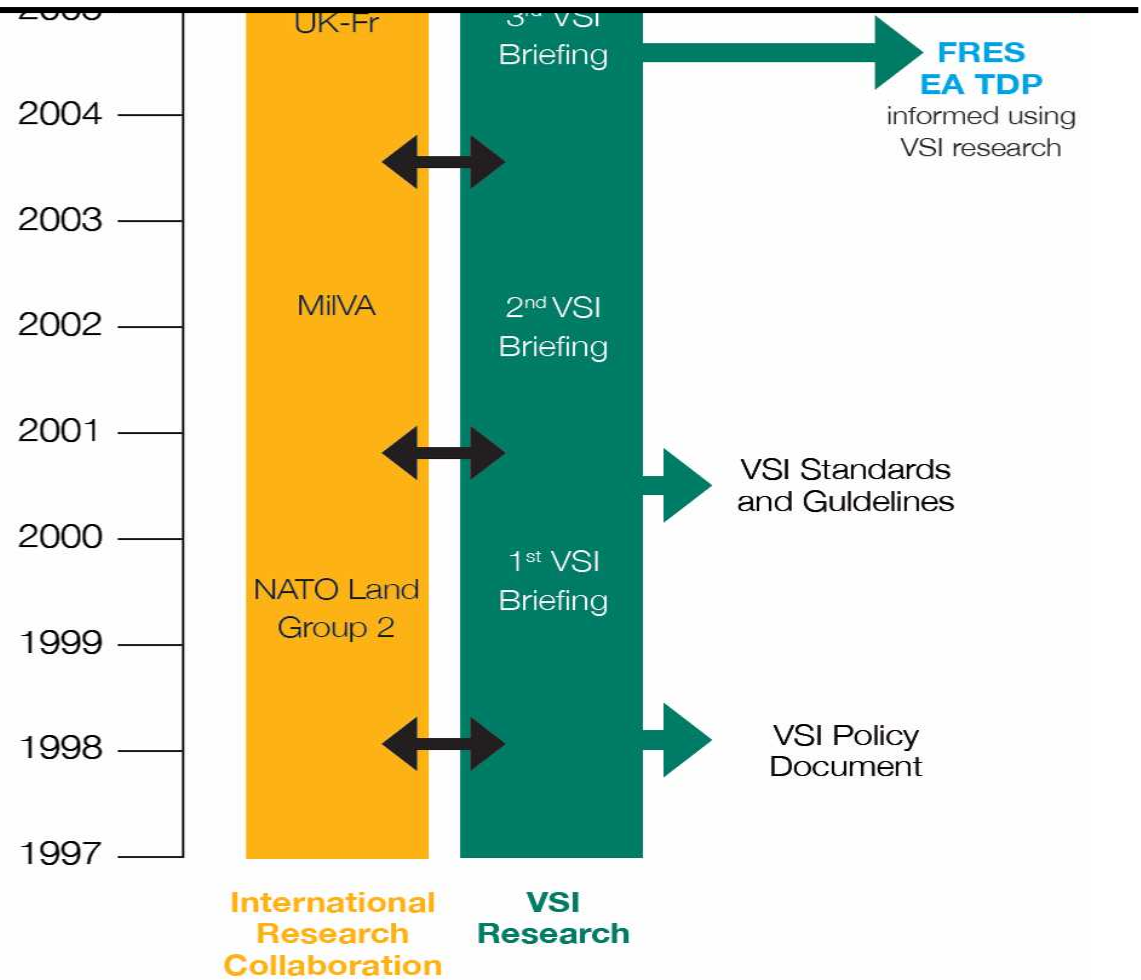 UK-Fr
3rd VSI
Briefing
FRES
EA TDP
informed using
VSI research
2004
2003
MilVA
2nd VSI
Briefing
2002
2001
VSI Standards
and Guldelines
2000
1st VSI
Briefing
NATO Land
Group 2
1999
1998
VSI Policy
Document
1997
International
Research
Collaboration
VSI
Research